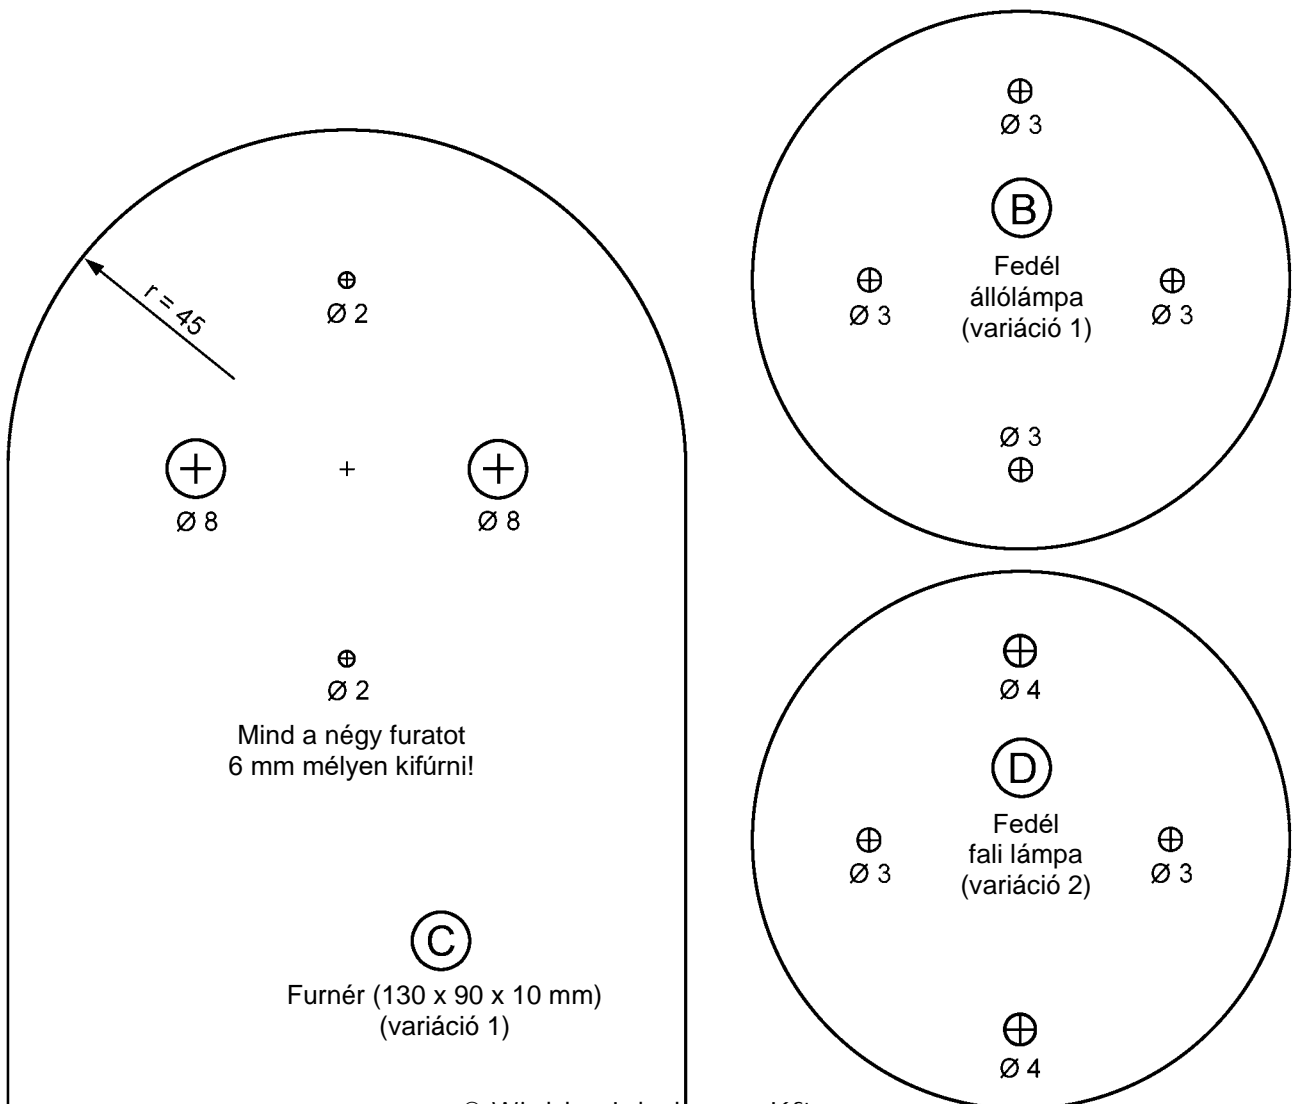 r = 45
Ø 2
Ø 8
Ø 8
Ø 2
Mind a négy furatot
6 mm mélyen kifúrni!
C
Furnér (130 x 90 x 10 mm)
(variáció 1)
Ø 3
B
Fedél
állólámpa
(variáció 1)
Ø 3
Ø 3
Ø 3
Ø 4
D
Fedél
fali lámpa
(variáció 2)
Ø 3
Ø 3
Ø 4